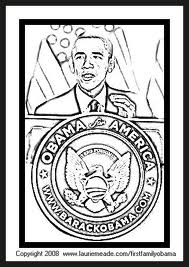 OBAMA for AMERICA
WWW.BARACKOBAMA.COM
Copyright 2008 www.lauriemeade.com/firstfamilyobama